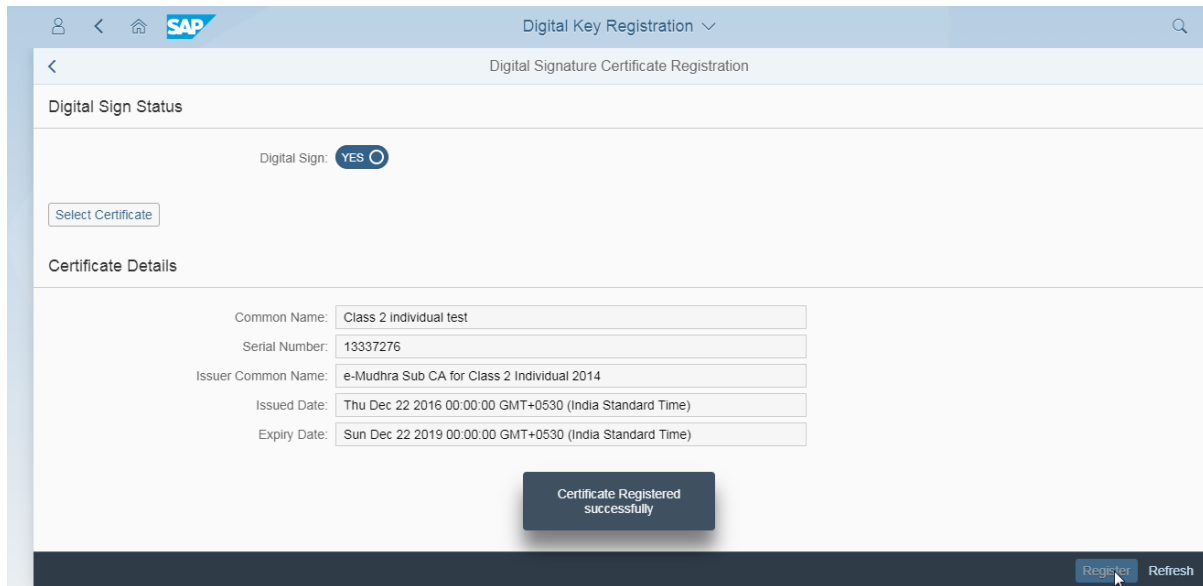 SAP Digital Key Registration
Digital Signature Certificate Registration
Digital Sign Status
Digital Sign: YES
Select Certificate
Certificate Details
Common Name: Class 2 individual test
Serial Number: 13337276
Issuer Common Name: e-Mudhra Sub CA for Class 2 Individual 2014
Issued Date: Thu Dec 22 2016 00:00:00 GMT+0530 (India Standard Time)
Expiry Date: Sun Dec 22 2019 00:00:00 GMT+0530 (India Standard Time)
Certificate Registered
successfully
Register Refresh